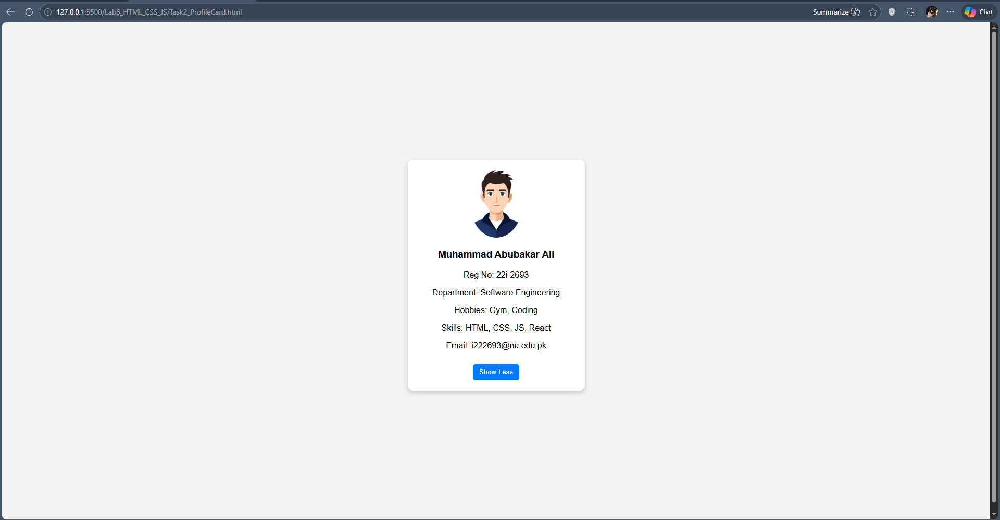 127.0.0.1:5500/Lab6_HTML_CSS_JS/Task2_ProfileCard.html
Summarize
Chat
Muhammad Abubakar Ali
Reg No: 22i-2693
Department: Software Engineering
Hobbies: Gym, Coding
Skills: HTML, CSS, JS, React
Email: i222693@nu.edu.pk
Show Less